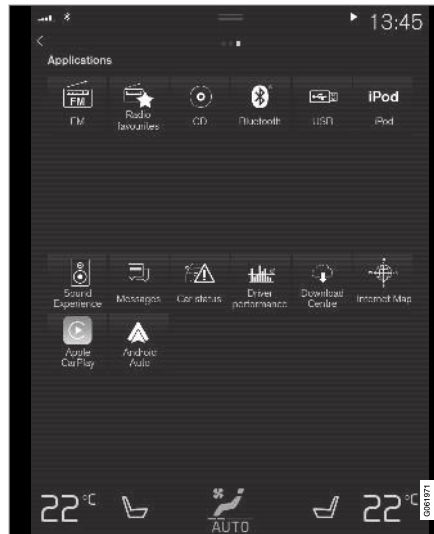 13:45
Applications
FM
iPod
FM
Radio
favourites
CD
Bluetooth
USB
iPod
Sound
Experience
Messages
Car status
Driver
performance
Download
Centre
Internet Map
Apple
CarPlay
Android
Auto
22°C
AUTO
22°C
G061971